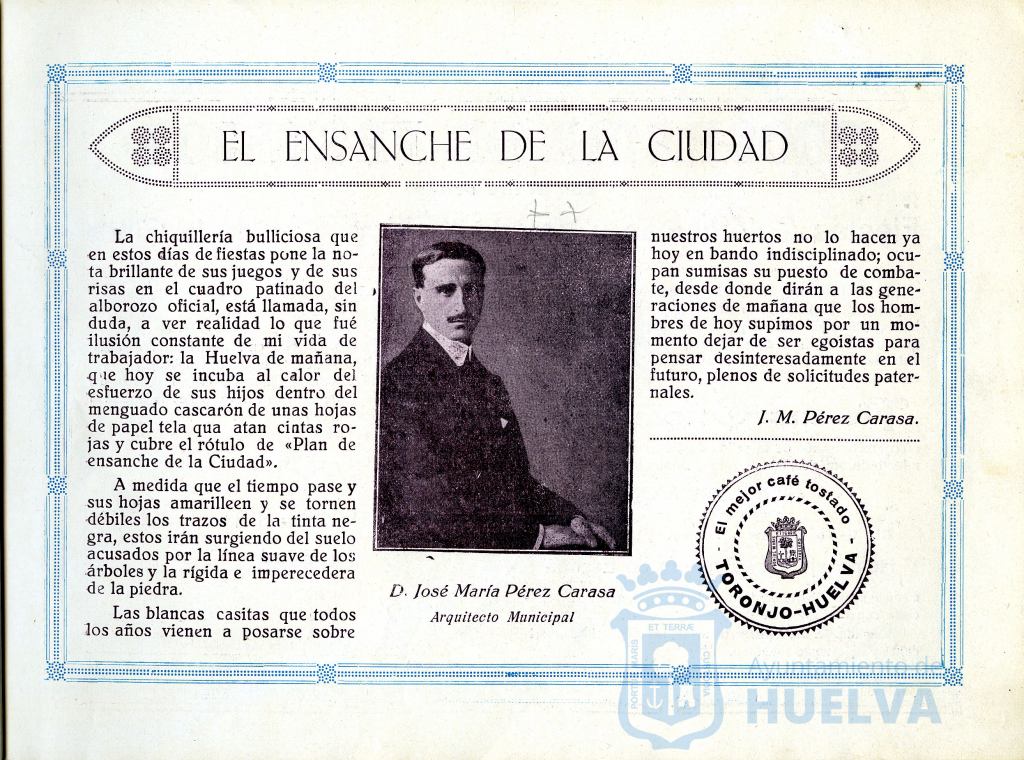 EL ENSANCHE DE LA CIUDAD
La chiquillería bulliciosa que
en estos días de fiestas pone la no-
ta brillante de sus juegos y de sus
risas en el cuadro patinado del
alborozo oficial, está llamada, sin
duda, a ver realidad lo que fué
ilusión constante de mi vida de
trabajador: la Huelva de mañana,
que hoy se incuba al calor del
esfuerzo de sus hijos dentro del
menguado cascarón de unas hojas
de papel tela qua atan cintas ro-
jas y cubre el rótulo de «Plan de
ensanche de la Ciudad».
A medida que el tiempo pase y
sus hojas amarilleen y se tornen
débiles los trazos de la tinta ne-
gra, estos irán surgiendo del suelo
acusados por la línea suave de los
árboles y la rígida e imperecedera
de la piedra.
Las blancas casitas que todos
los años vienen a posarse sobre
D. José María Pérez Carasa
Arquitecto Municipal
nuestros huertos no lo hacen ya
hoy en bando indisciplinado; ocu-
pan sumisas su puesto de comba-
te, desde donde dirán a las gene-
raciones de mañana que los hom-
bres de hoy supimos por un mo-
mento dejar de ser egoistas para
pensar desinteresadamente en el
futuro, plenos de solicitudes pater-
nales.
J. M. Pérez Carasa.
El mejor café tostado
- TORONJO-HUELVA -
PORTUS MARIS
ET TERRÆ
CUSTODIA
Ayuntamiento de
HUELVA